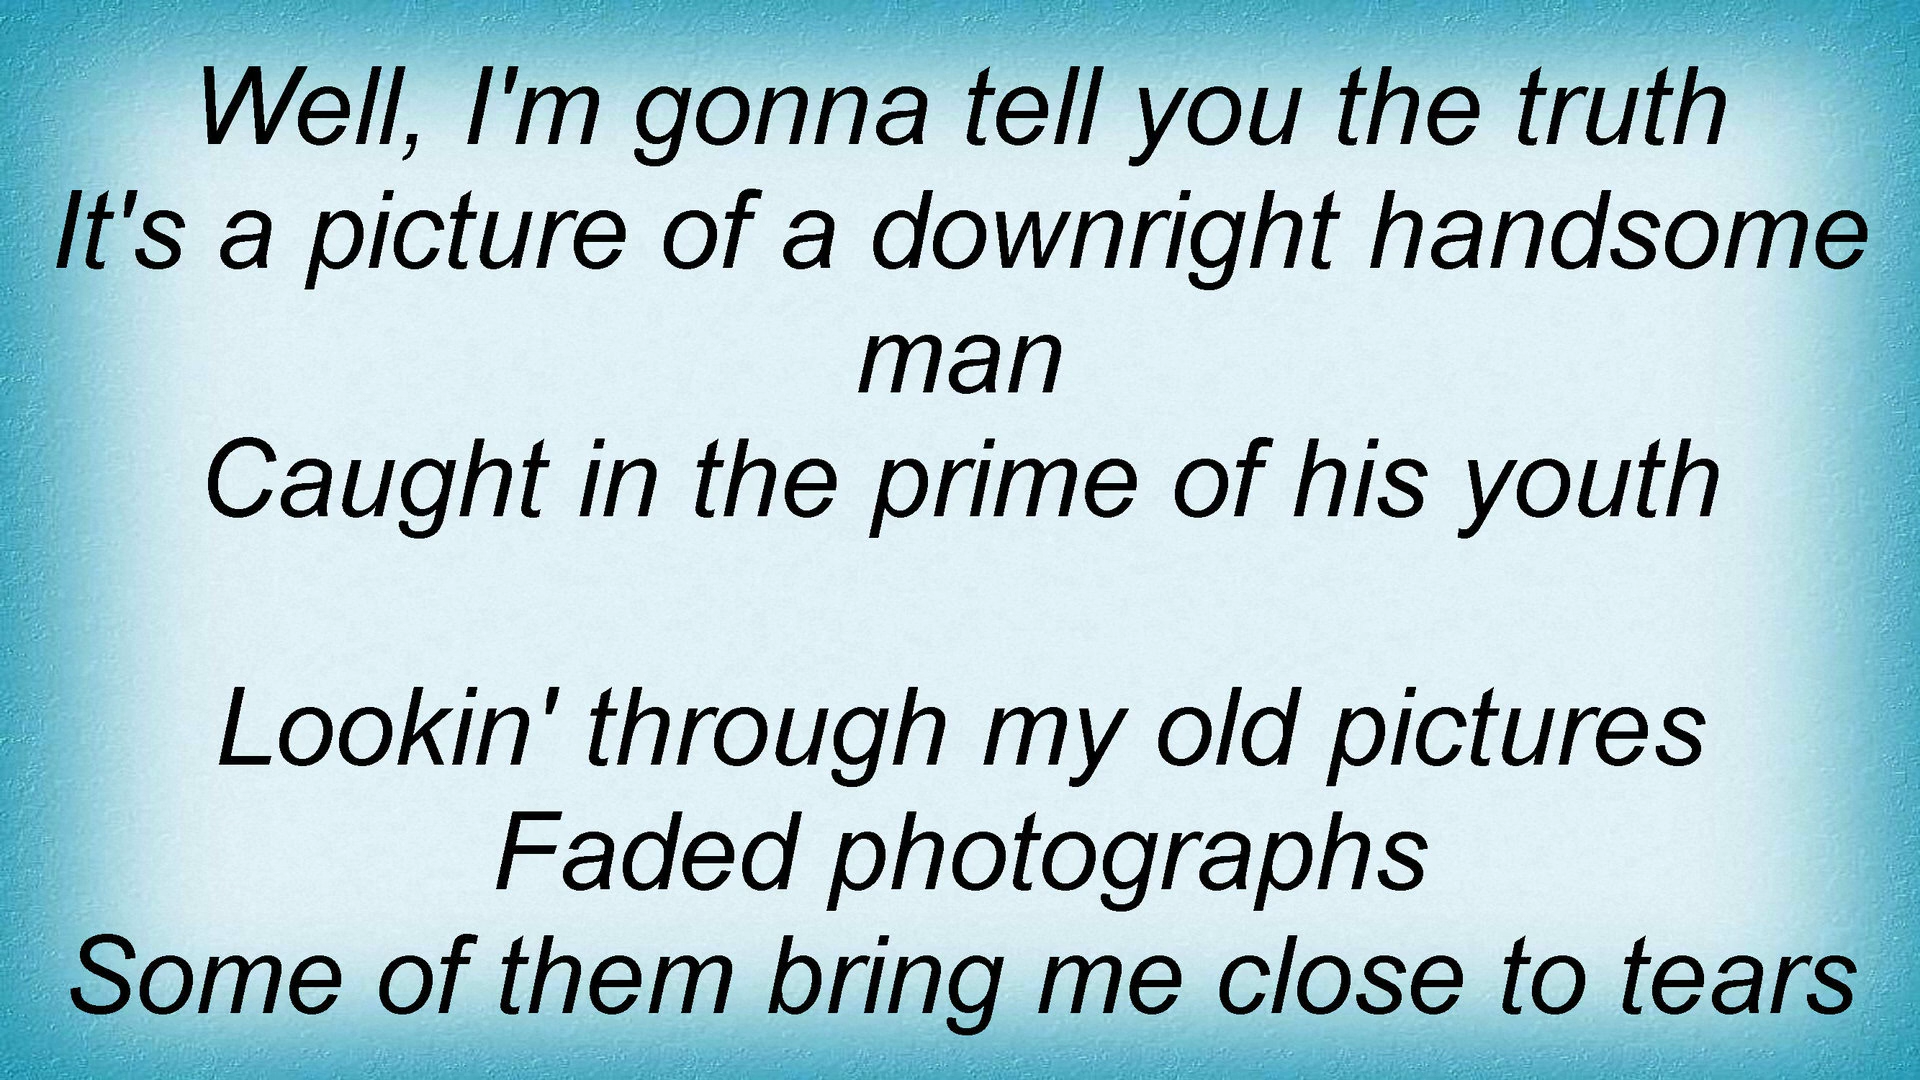 Well, I'm gonna tell you the truth
It's a picture of a downright handsome
man
Caught in the prime of his youth
Lookin' through my old pictures
Faded photographs
Some of them bring me close to tears